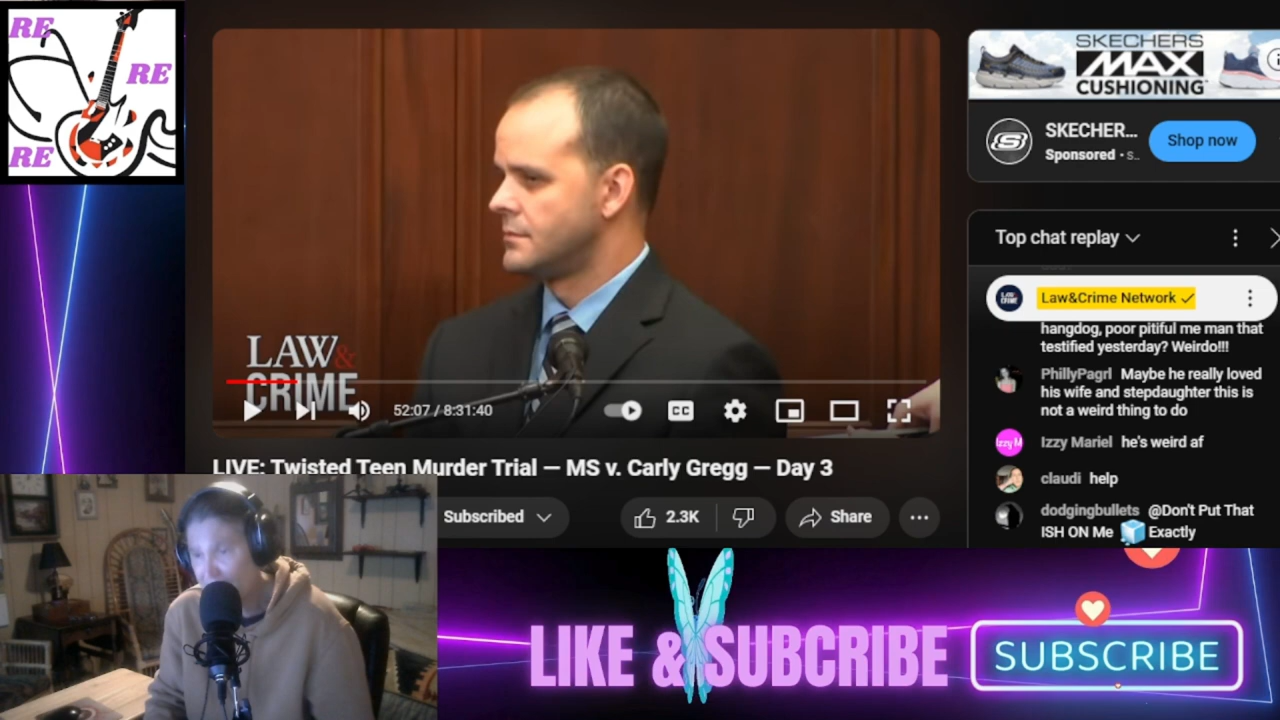 RE
RE
RE
LAW&
CRIME
52:07 / 8:31:40
CC
LIVE: Twisted Teen Murder Trial — MS v. Carly Gregg — Day 3
Subscribed
2.3K
Share
SKECHERS
MAX
CUSHIONING
SKECHER...
Sponsored · s..
Shop now
Top chat replay
LAW&
CRIME
Law&Crime Network
hangdog, poor pitiful me man that
testified yesterday? Weirdo!!!
PhillyPagrl Maybe he really loved
his wife and stepdaughter this is
not a weird thing to do
Izzy M
Izzy Mariel he's weird af
claudi help
dodgingbullets @Don't Put That
ISH ON Me Exactly
LIKE & SUBCRIBE
SUBSCRIBE